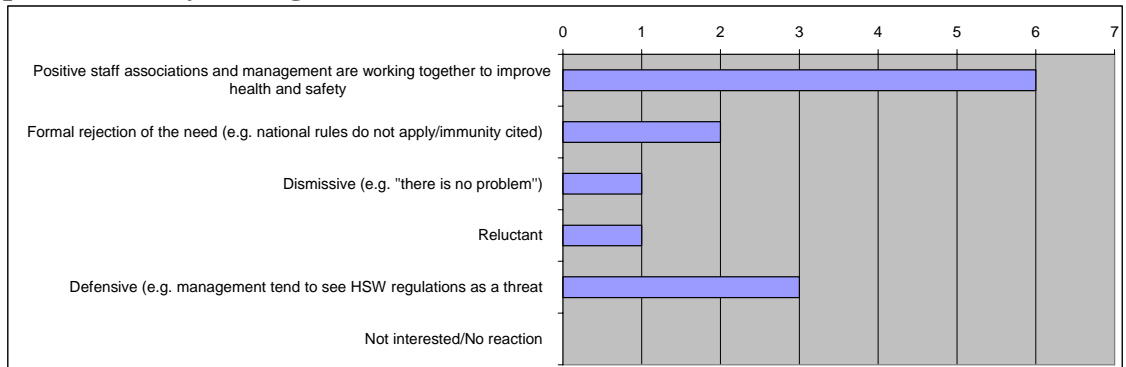 0 1 2 3 4 5 6 7
Positive staff associations and management are working together to improve
health and safety
Formal rejection of the need (e.g. national rules do not apply/immunity cited)
Dismissive (e.g. "there is no problem")
Reluctant
Defensive (e.g. management tend to see HSW regulations as a threat
Not interested/No reaction